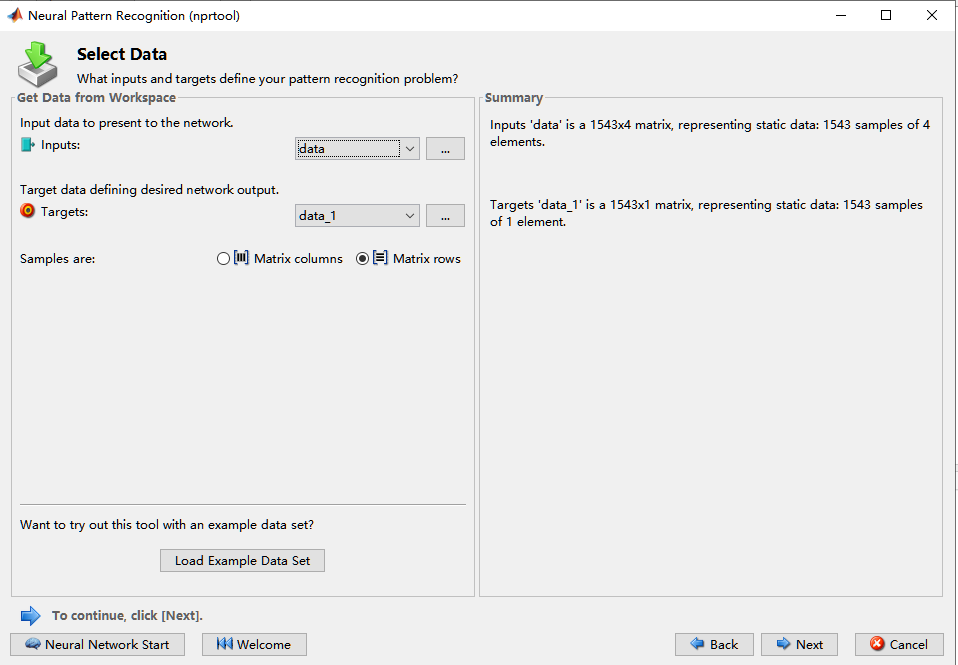 Neural Pattern Recognition (nprtool)
Select Data
What inputs and targets define your pattern recognition problem?
Get Data from Workspace
Input data to present to the network.
Inputs:
data
...
Target data defining desired network output.
Targets:
data_1
...
Samples are:
Matrix columns
Matrix rows
Want to try out this tool with an example data set?
Load Example Data Set
Summary
Inputs 'data' is a 1543x4 matrix, representing static data: 1543 samples of 4
elements.
Targets 'data_1' is a 1543x1 matrix, representing static data: 1543 samples
of 1 element.
To continue, click [Next].
Neural Network Start
Welcome
Back
Next
Cancel